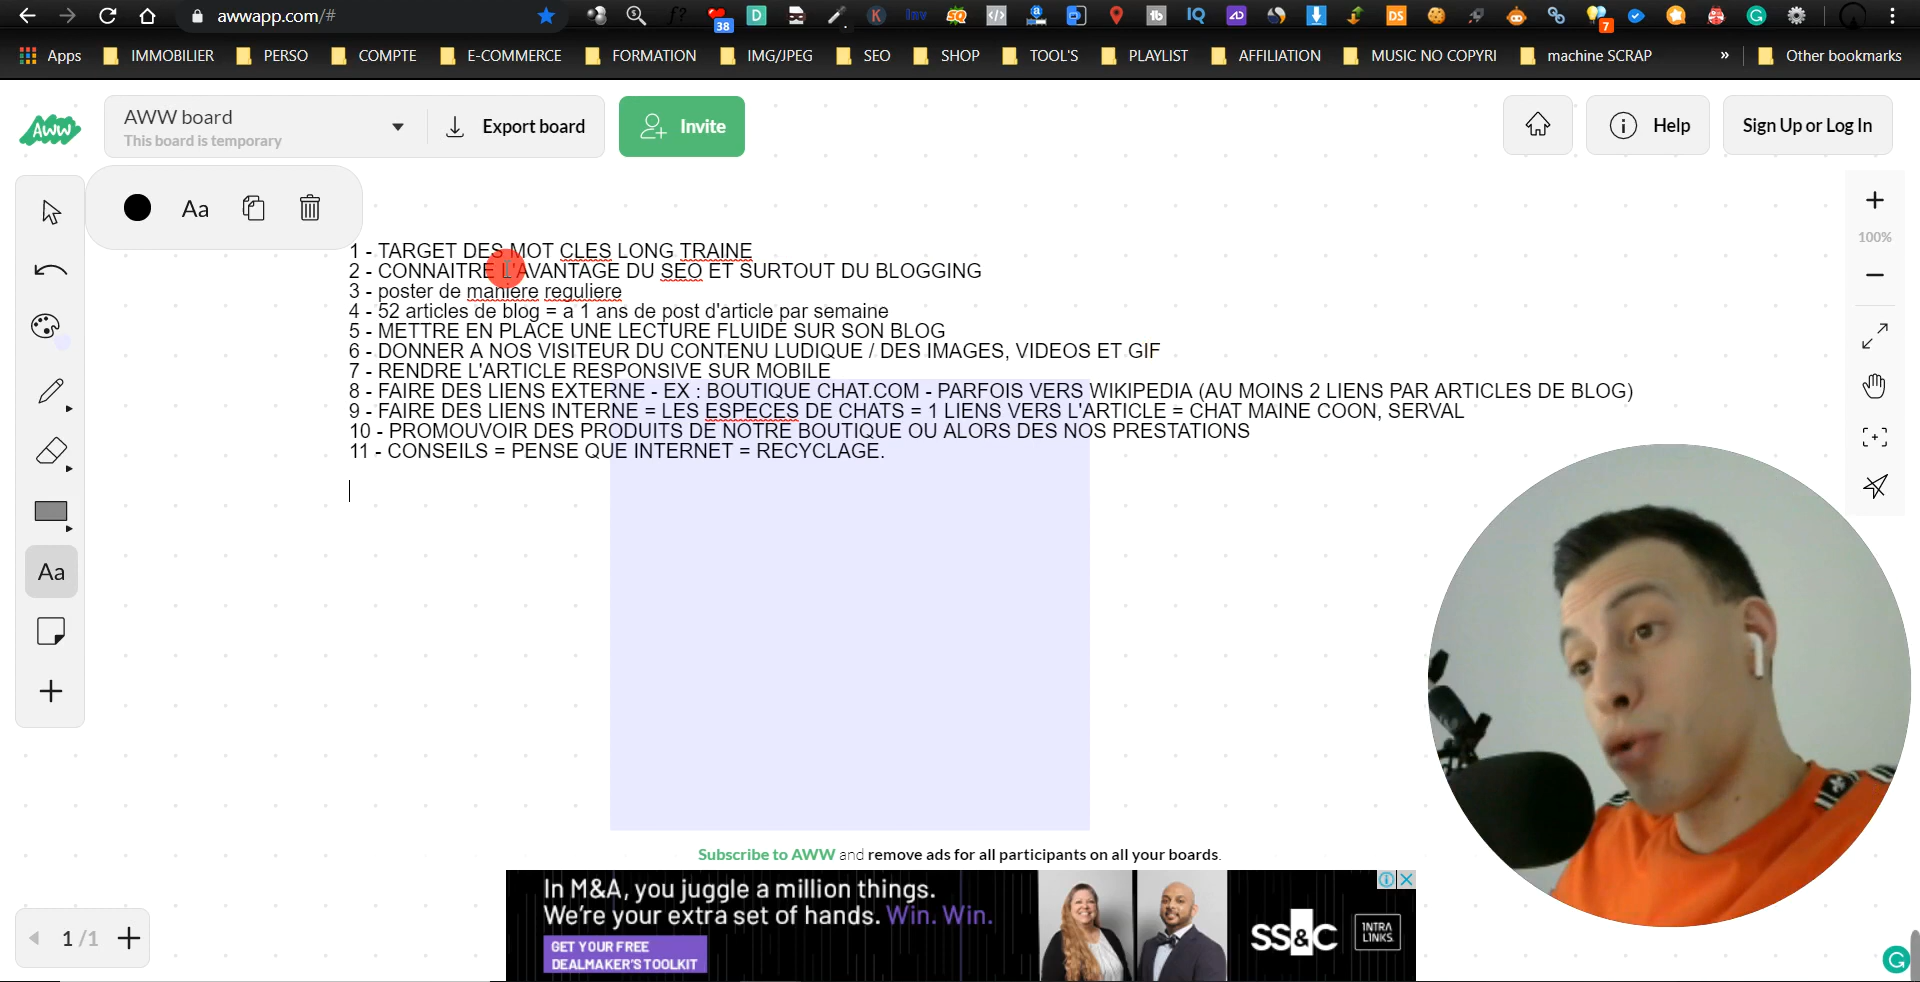 awwapp.com/#
38
D
K
Inv
SQ
1b
IQ
DS
7
Apps
IMMOBILIER
PERSO
COMPTE
E-COMMERCE
FORMATION
IMG/JPEG
SEO
SHOP
TOOL'S
PLAYLIST
AFFILIATION
MUSIC NO COPYRI
machine SCRAP
»
Other bookmarks
AWW
AWW board
This board is temporary
Export board
Invite
Help
Sign Up or Log In
Aa
100%
1 - TARGET DES MOT CLES LONG TRAINE
2 - CONNAITRE L'AVANTAGE DU SEO ET SURTOUT DU BLOGGING
3 - poster de manière reguliere
4 - 52 articles de blog = a 1 ans de post d'article par semaine
5 - METTRE EN PLACE UNE LECTURE FLUIDE SUR SON BLOG
6 - DONNER A NOS VISITEUR DU CONTENU LUDIQUE / DES IMAGES, VIDEOS ET GIF
7 - RENDRE L'ARTICLE RESPONSIVE SUR MOBILE
8 - FAIRE DES LIENS EXTERNE - EX : BOUTIQUE CHAT.COM - PARFOIS VERS WIKIPEDIA (AU MOINS 2 LIENS PAR ARTICLES DE BLOG)
9 - FAIRE DES LIENS INTERNE = LES ESPECES DE CHATS = 1 LIENS VERS L'ARTICLE = CHAT MAINE COON, SERVAL
10 - PROMOUVOIR DES PRODUITS DE NOTRE BOUTIQUE OU ALORS DES NOS PRESTATIONS
11 - CONSEILS = PENSE QUE INTERNET = RECYCLAGE.
Aa
Subscribe to AWW and remove ads for all participants on all your boards.
In M&A, you juggle a million things.
We're your extra set of hands. Win. Win.
GET YOUR FREE
DEALMAKER'S TOOLKIT
SS&C
INTRA
LINKS
1 /1